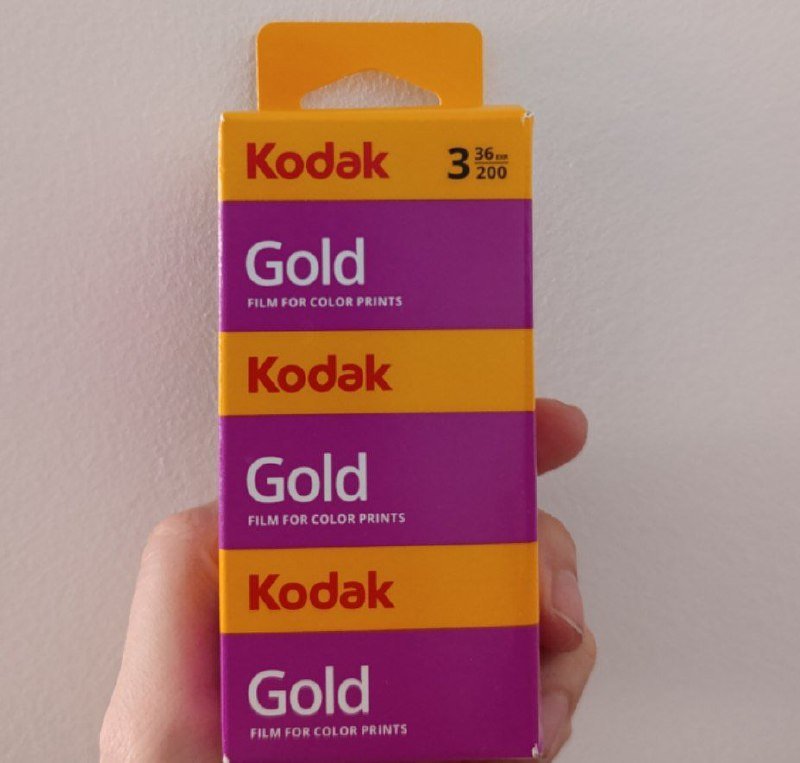 Kodak 3 36 EXP 200
Gold
FILM FOR COLOR PRINTS
Kodak
Gold
FILM FOR COLOR PRINTS
Kodak
Gold
FILM FOR COLOR PRINTS